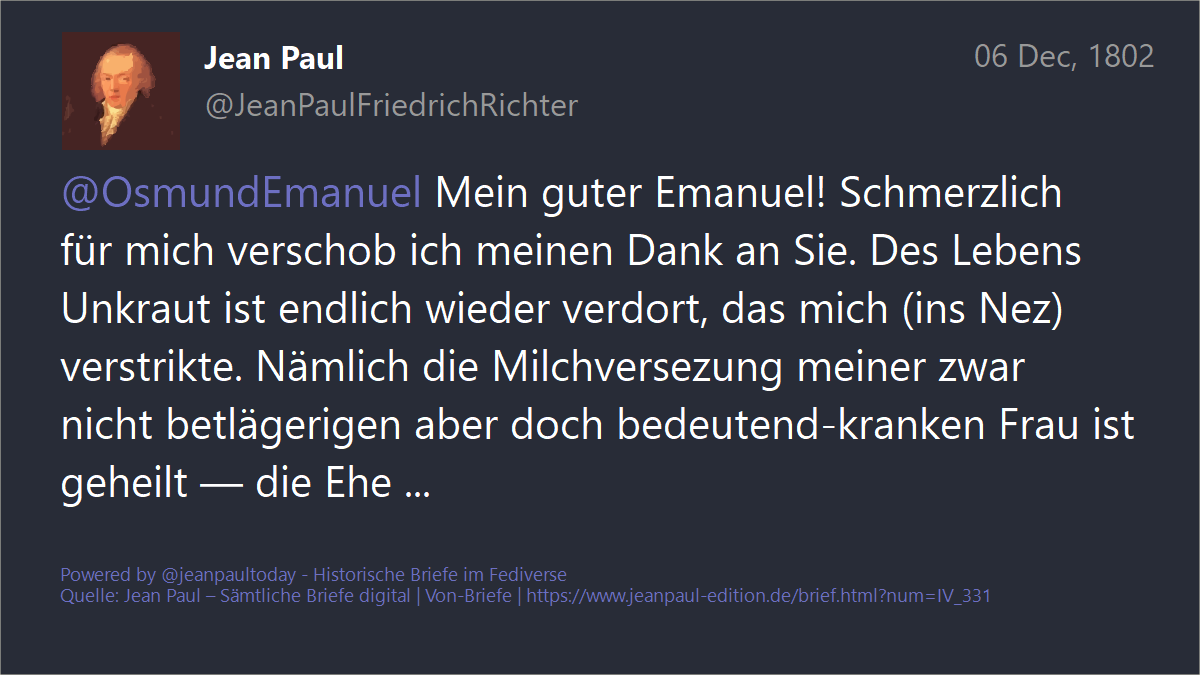 Jean Paul
06 Dec, 1802
@JeanPaulFriedrichRichter
@OsmundEmanuel Mein guter Emanuel! Schmerzlich
für mich verschob ich meinen Dank an Sie. Des Lebens
Unkraut ist endlich wieder verdort, das mich (ins Nez)
verstrikte. Nämlich die Milchversezung meiner zwar
nicht betlägerigen aber doch bedeutend-kranken Frau ist
geheilt — die Ehe ...
Powered by @jeanpaultoday - Historische Briefe im Fediverse
Quelle: Jean Paul – Sämtliche Briefe digital | Von-Briefe | https://www.jeanpaul-edition.de/brief.html?num=IV_331